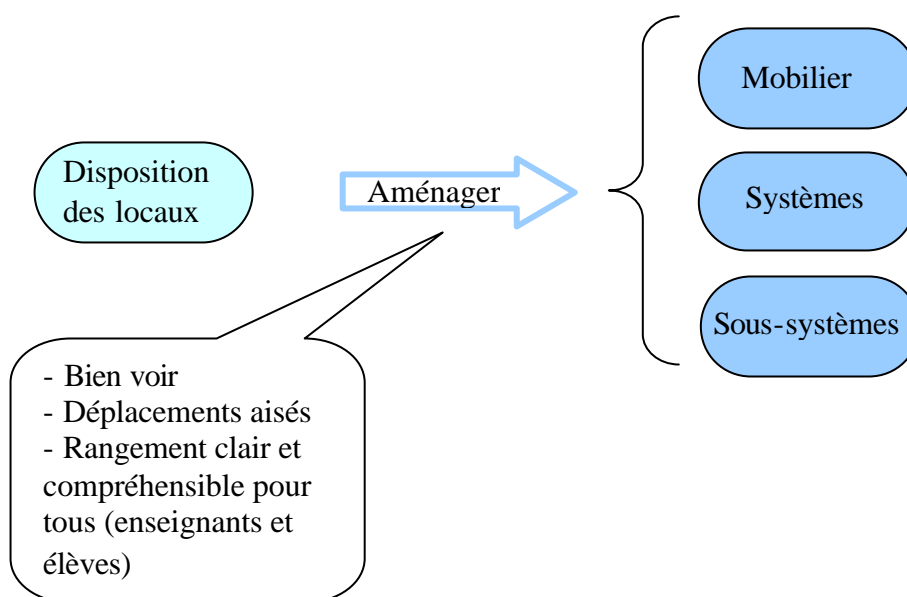 Disposition
des locaux
Aménager
Mobilier
Systèmes
Sous-systèmes
- Bien voir
- Déplacements aisés
- Rangement clair et
compréhensible pour
tous (enseignants et
élèves)